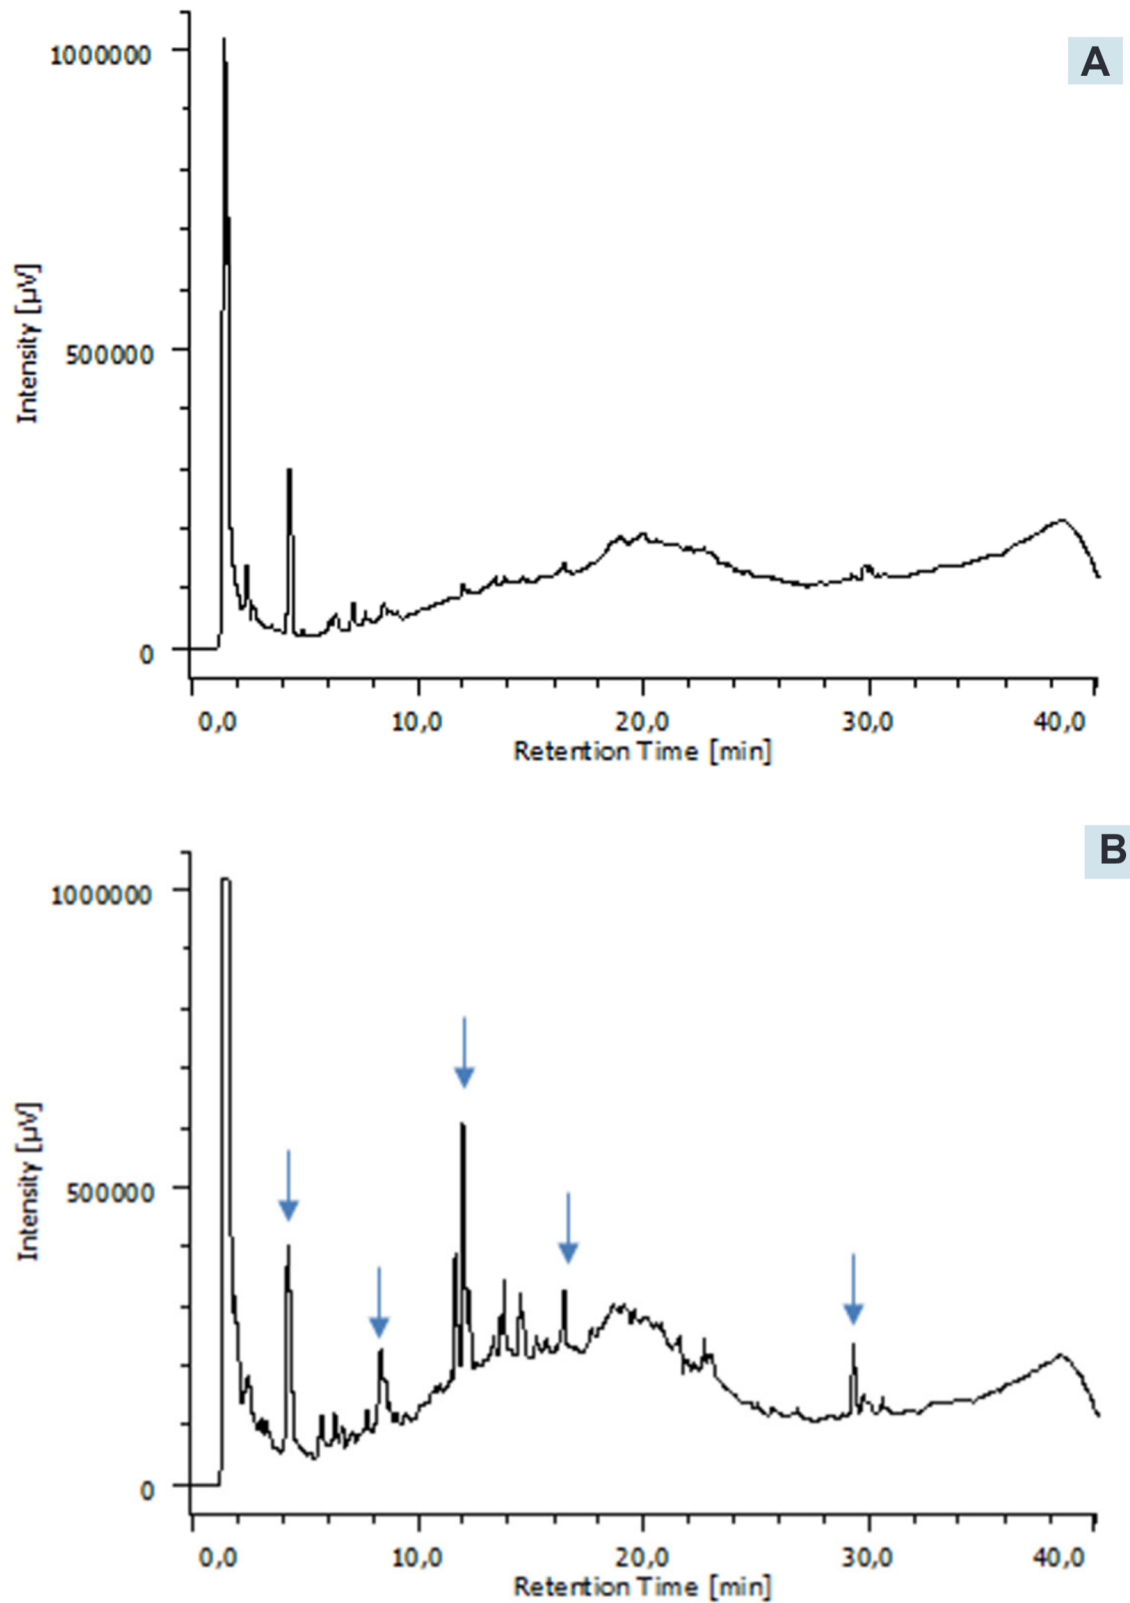 A
1000000
500000
0
Intensity [µV]
0,0 10,0 20,0 30,0 40,0
Retention Time [min]
B
1000000
500000
0
Intensity [µV]
0,0 10,0 20,0 30,0 40,0
Retention Time [min]